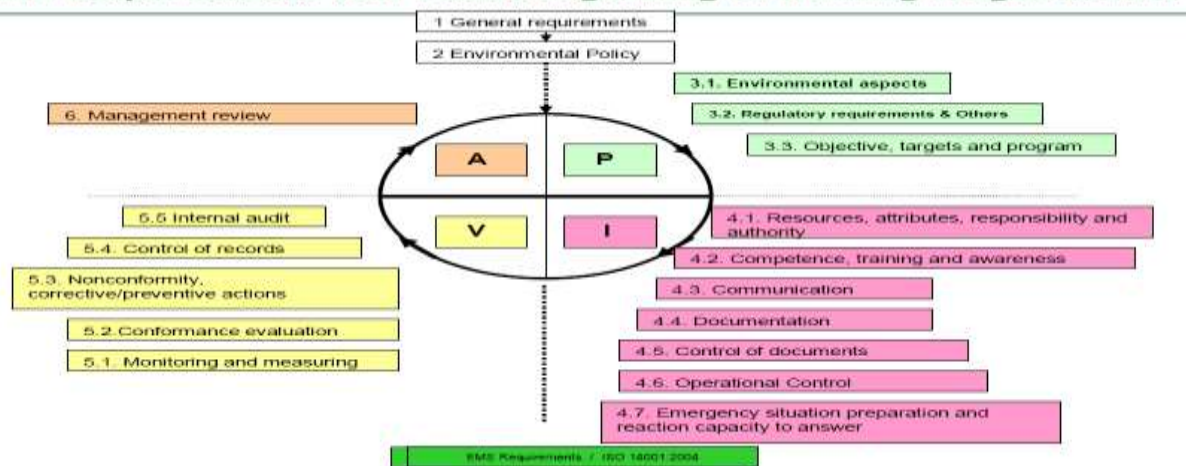 1 General requirements
2 Environmental Policy
3.1. Environmental aspects
3.2. Regulatory requirements & Others
3.3. Objective, targets and program
6. Management review
A
P
V
I
4.1. Resources, attributes, responsibility and
authority
4.2. Competence, training and awareness
4.3. Communication
4.4. Documentation
4.5. Control of documents
4.6. Operational Control
4.7. Emergency situation preparation and
reaction capacity to answer
5.5 Internal audit
5.4. Control of records
5.3. Nonconformity,
corrective/preventive actions
5.2.Conformance evaluation
5.1. Monitoring and measuring
EMS Requirements / ISO 14001:2004